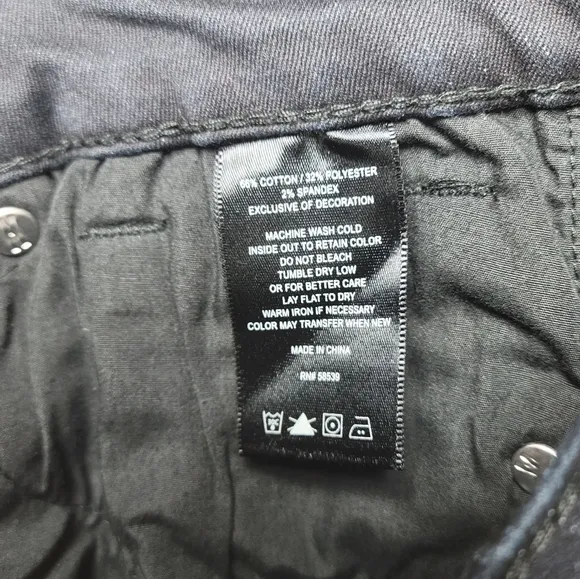 66% COTTON / 32% POLYESTER
2% SPANDEX
EXCLUSIVE OF DECORATION
MACHINE WASH COLD
INSIDE OUT TO RETAIN COLOR
DO NOT BLEACH
TUMBLE DRY LOW
OR FOR BETTER CARE
LAY FLAT TO DRY
WARM IRON IF NECESSARY
COLOR MAY TRANSFER WHEN NEW
MADE IN CHINA
RN# 58539